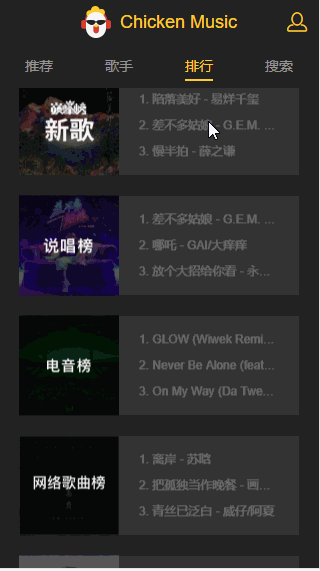 Chicken Music
推荐
歌手
排行
搜索
巅峰榜
新歌
1. 陷落美好 - 易烊千玺
2. 差不多姑娘 - G.E.M. ...
3. 慢半拍 - 薛之谦
说唱榜
1. 差不多姑娘 - G.E.M. ...
2. 哪吒 - GAI/大痒痒
3. 放个大招给你看 - 永...
电音榜
1. GLOW (Wiwek Remi...
2. Never Be Alone (feat...
3. On My Way (Da Twe...
网络歌曲榜
1. 离岸 - 苏晗
2. 把孤独当作晚餐 - 画...
3. 青丝已泛白 - 威仔/阿夏